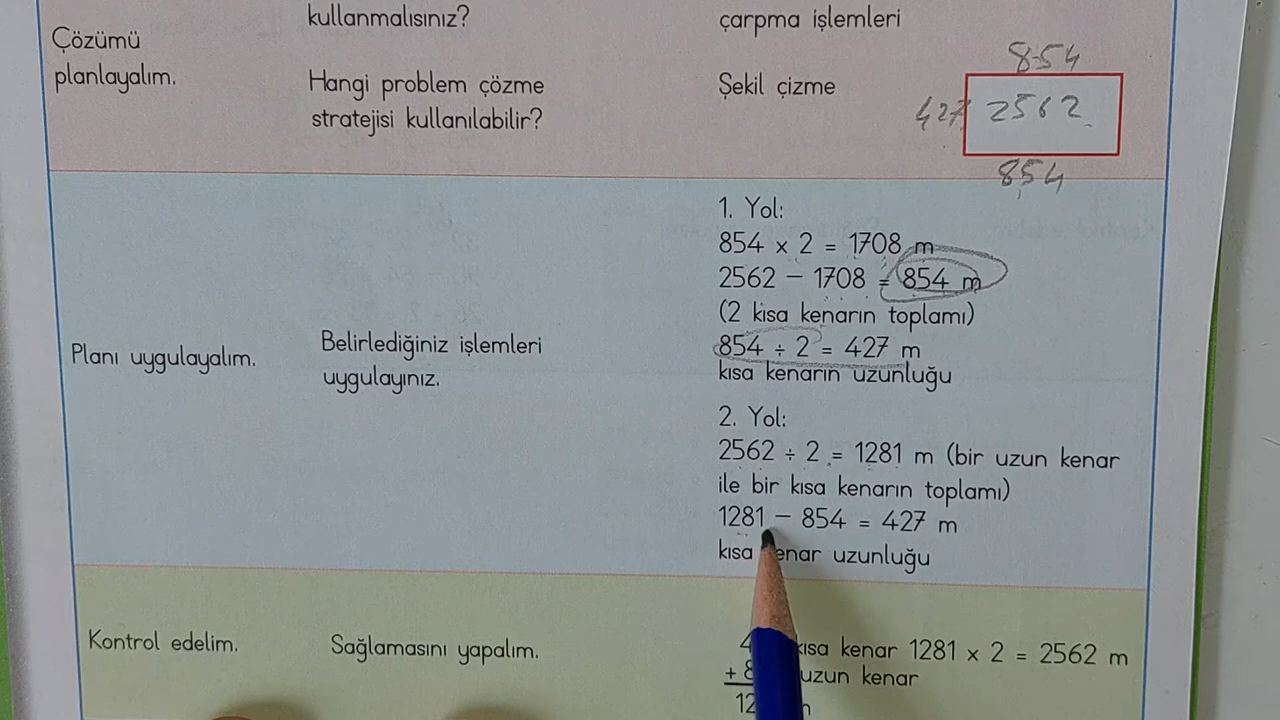 kullanmalısınız?
çarpma işlemleri
Çözümü
planlayalım.
Hangi problem çözme
stratejisi kullanılabilir?
Şekil çizme
854
427
2562
854
1. Yol:
854 x 2 = 1708 m
2562 – 1708 = 854 m
(2 kısa kenarın toplamı)
854 ÷ 2 = 427 m
kısa kenarın uzunluğu
Planı uygulayalım.
Belirlediğiniz işlemleri
uygulayınız.
2. Yol:
2562 ÷ 2 = 1281 m (bir uzun kenar
ile bir kısa kenarın toplamı)
1281 – 854 = 427 m
kısa kenar uzunluğu
Kontrol edelim.
Sağlamasını yapalım.
kısa kenar 1281 x 2 = 2562 m
uzun kenar